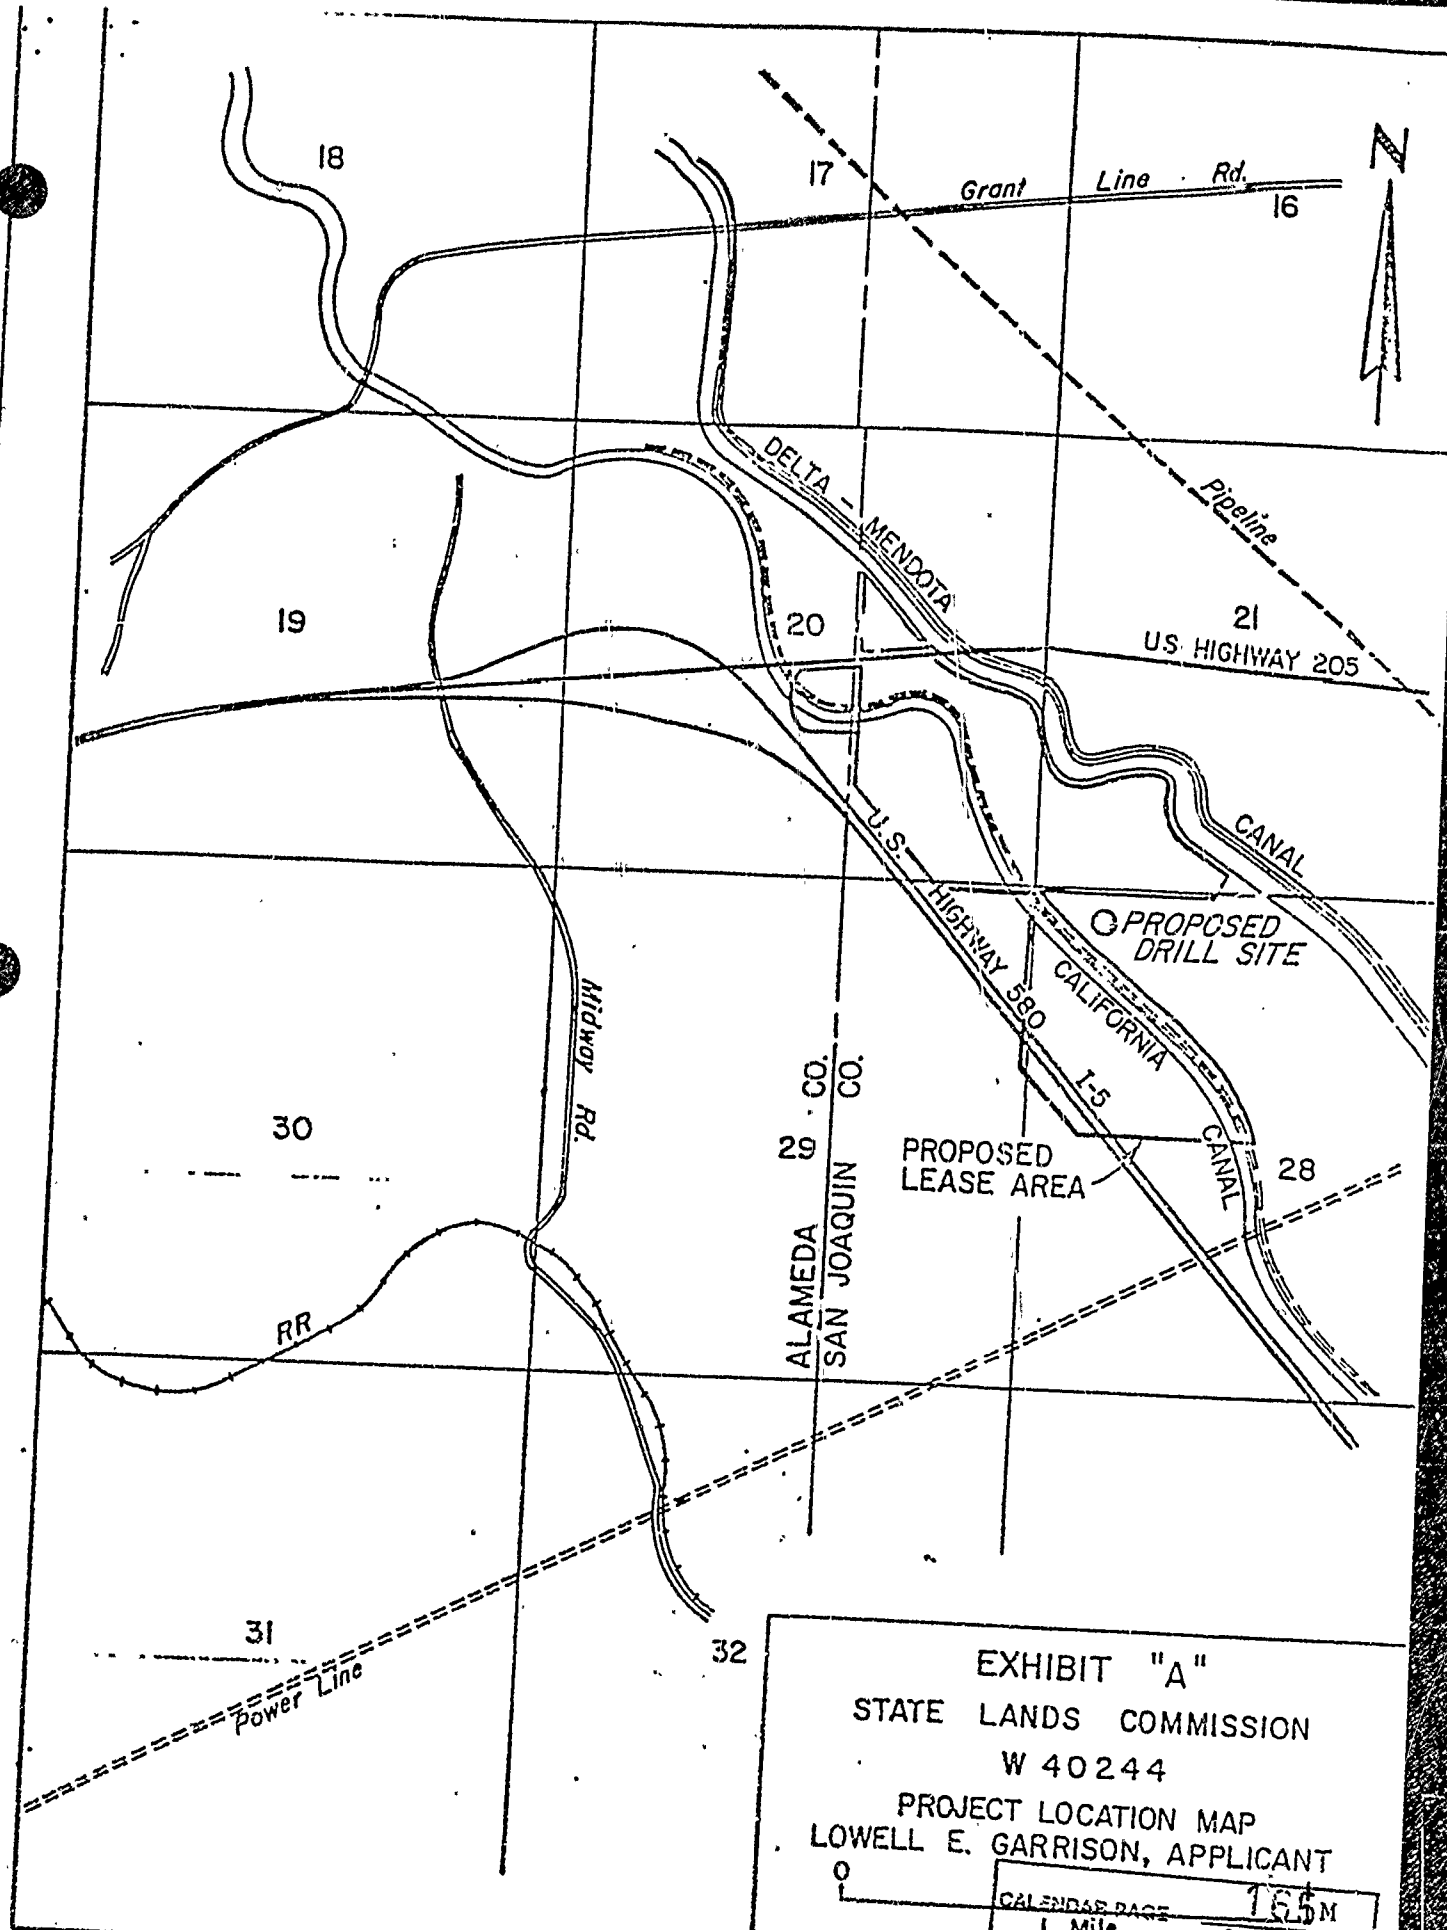 N
18
17
Grant Line Rd.
16
DELTA - MENDOTA
CANAL
Pipeline
19
20
21
U.S. HIGHWAY 205
U.S. HIGHWAY 580
I-5
PROPOSED
DRILL SITE
CALIFORNIA
CANAL
Midway Rd.
30
29
28
ALAMEDA CO.
SAN JOAQUIN CO.
PROPOSED
LEASE AREA
RR
31
32
Power Line
EXHIBIT "A"
STATE LANDS COMMISSION
W 40244
PROJECT LOCATION MAP
LOWELL E. GARRISON, APPLICANT
0
CALENDAR PAGE
1 Mile